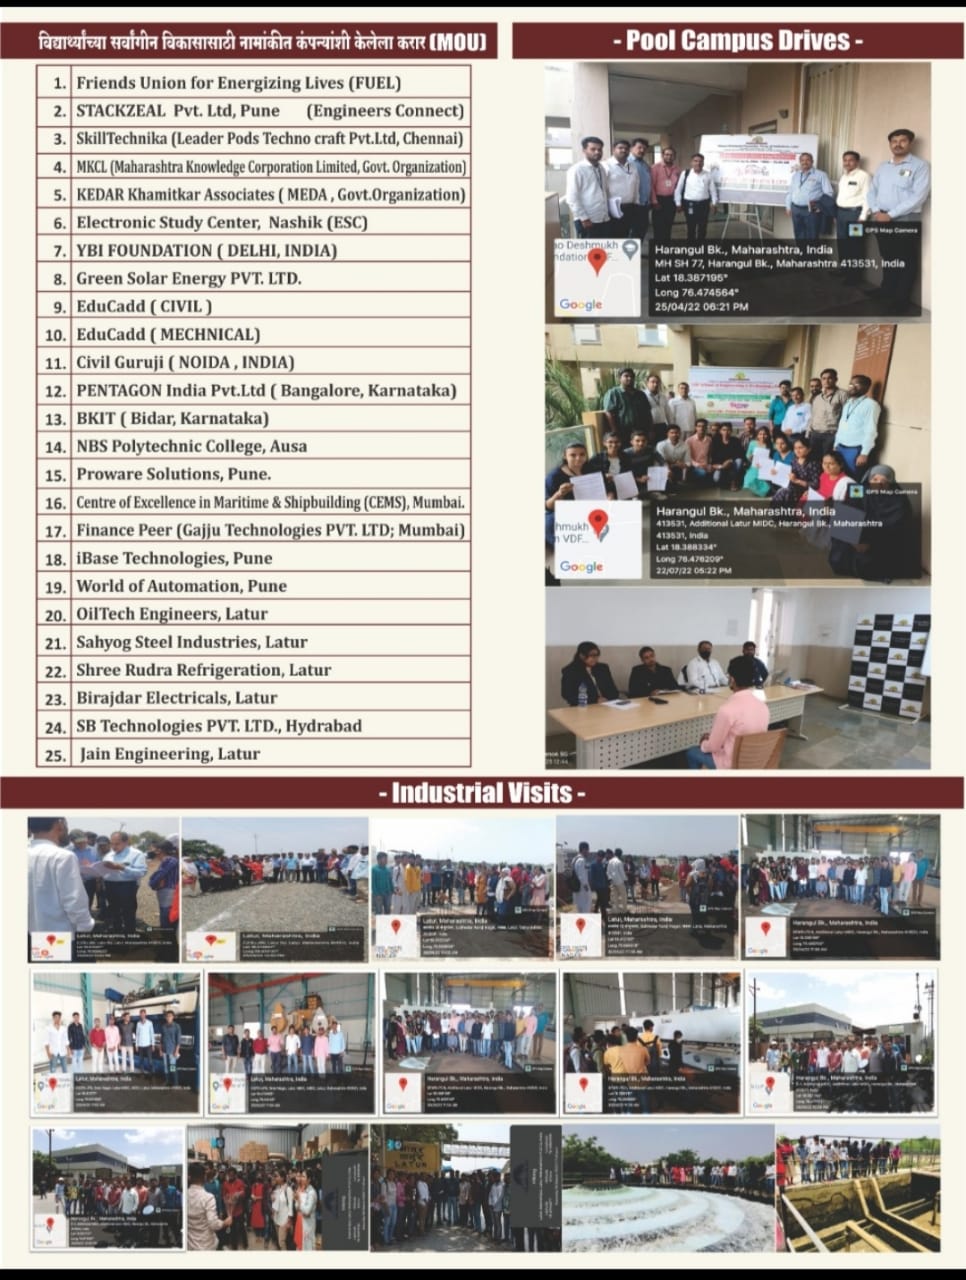 विद्यार्थ्यांच्या सर्वांगीन विकासासाठी नामांकीत कंपन्यांशी केलेला करार (MOU)
1. Friends Union for Energizing Lives (FUEL)
2. STACKZEAL Pvt. Ltd, Pune (Engineers Connect)
3. SkillTechnika (Leader Pods Techno craft Pvt.Ltd, Chennai)
4. MKCL (Maharashtra Knowledge Corporation Limited, Govt. Organization)
5. KEDAR Khamitkar Associates ( MEDA , Govt.Organization)
6. Electronic Study Center, Nashik (ESC)
7. YBI FOUNDATION ( DELHI, INDIA)
8. Green Solar Energy PVT. LTD.
9. EduCadd ( CIVIL )
10. EduCadd ( MECHNICAL)
11. Civil Guruji ( NOIDA , INDIA)
12. PENTAGON India Pvt.Ltd ( Bangalore, Karnataka)
13. BKIT ( Bidar, Karnataka)
14. NBS Polytechnic College, Ausa
15. Proware Solutions, Pune.
16. Centre of Excellence in Maritime & Shipbuilding (CEMS), Mumbai.
17. Finance Peer (Gajju Technologies PVT. LTD; Mumbai)
18. iBase Technologies, Pune
19. World of Automation, Pune
20. OilTech Engineers, Latur
21. Sahyog Steel Industries, Latur
22. Shree Rudra Refrigeration, Latur
23. Birajdar Electricals, Latur
24. SB Technologies PVT. LTD., Hydrabad
25. Jain Engineering, Latur
- Pool Campus Drives -
GPS Map Camera
Deshmukh
Google
Harangul Bk., Maharashtra, India
MH SH 77, Harangul Bk., Maharashtra 413531, India
Lat 18.387195°
Long 76.474564°
25/04/22 06:21 PM
GPS Map Camera
hmukh
VDF...
Google
Harangul Bk., Maharashtra, India
413531, Additional Latur MIDC, Harangul Bk., Maharashtra
413531, India
Lat 18.388334°
Long 76.476209°
22/07/22 05:22 PM
- Industrial Visits -
Latur, Maharashtra, India
Latur, Maharashtra, India
Latur, Maharashtra, India
Latur, Maharashtra, India
Harangul Bk., Maharashtra, India
Latur, Maharashtra, India
Latur, Maharashtra, India
Harangul Bk., Maharashtra, India
Harangul Bk., Maharashtra, India
Harangul Bk., Maharashtra, India
Google
Harangul Bk., Maharashtra, India
LATUR